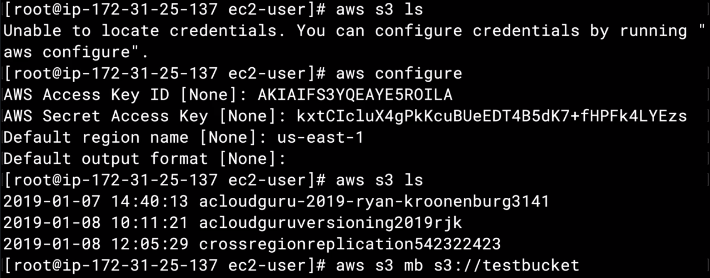 [root@ip-172-31-25-137 ec2-user]# aws s3 ls
Unable to locate credentials. You can configure credentials by running "
aws configure".
[root@ip-172-31-25-137 ec2-user]# aws configure
AWS Access Key ID [None]: AKIAIFS3YQEAYE5ROILA
AWS Secret Access Key [None]: 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
Default region name [None]: us-east-1
Default output format [None]:
[root@ip-172-31-25-137 ec2-user]# aws s3 ls
2019-01-07 14:40:13 acloudguru-2019-ryan-kroonenburg3141
2019-01-08 10:11:21 acloudguruversioning2019rjk
2019-01-08 12:05:29 crossregionreplication542322423
[root@ip-172-31-25-137 ec2-user]# aws s3 mb s3://testbucket